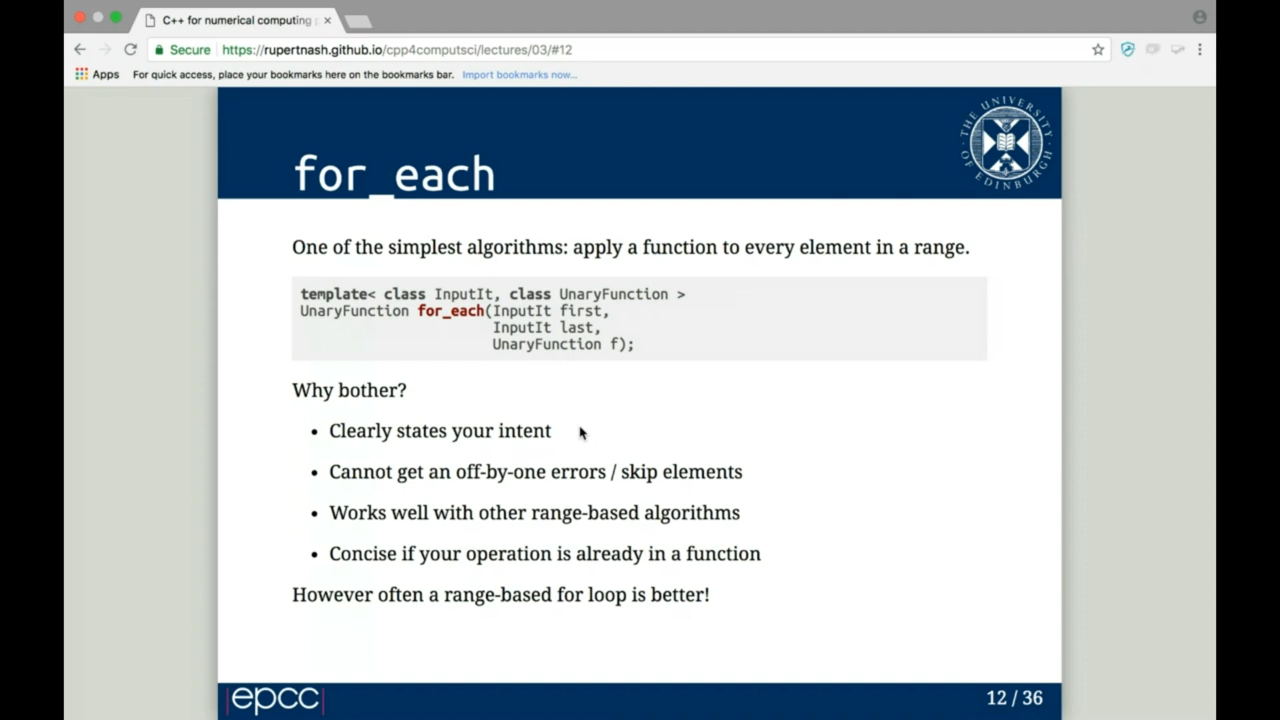 C++ for numerical computing
Secure https://rupertnash.github.io/cpp4computsci/lectures/03/#12
Apps For quick access, place your bookmarks here on the bookmarks bar. Import bookmarks now...
THE UNIVERSITY OF EDINBURGH
for_each
One of the simplest algorithms: apply a function to every element in a range.
template< class InputIt, class UnaryFunction >
UnaryFunction for_each(InputIt first,
InputIt last,
UnaryFunction f);
Why bother?
• Clearly states your intent
• Cannot get an off-by-one errors / skip elements
• Works well with other range-based algorithms
• Concise if your operation is already in a function
However often a range-based for loop is better!
epcc
12 / 36